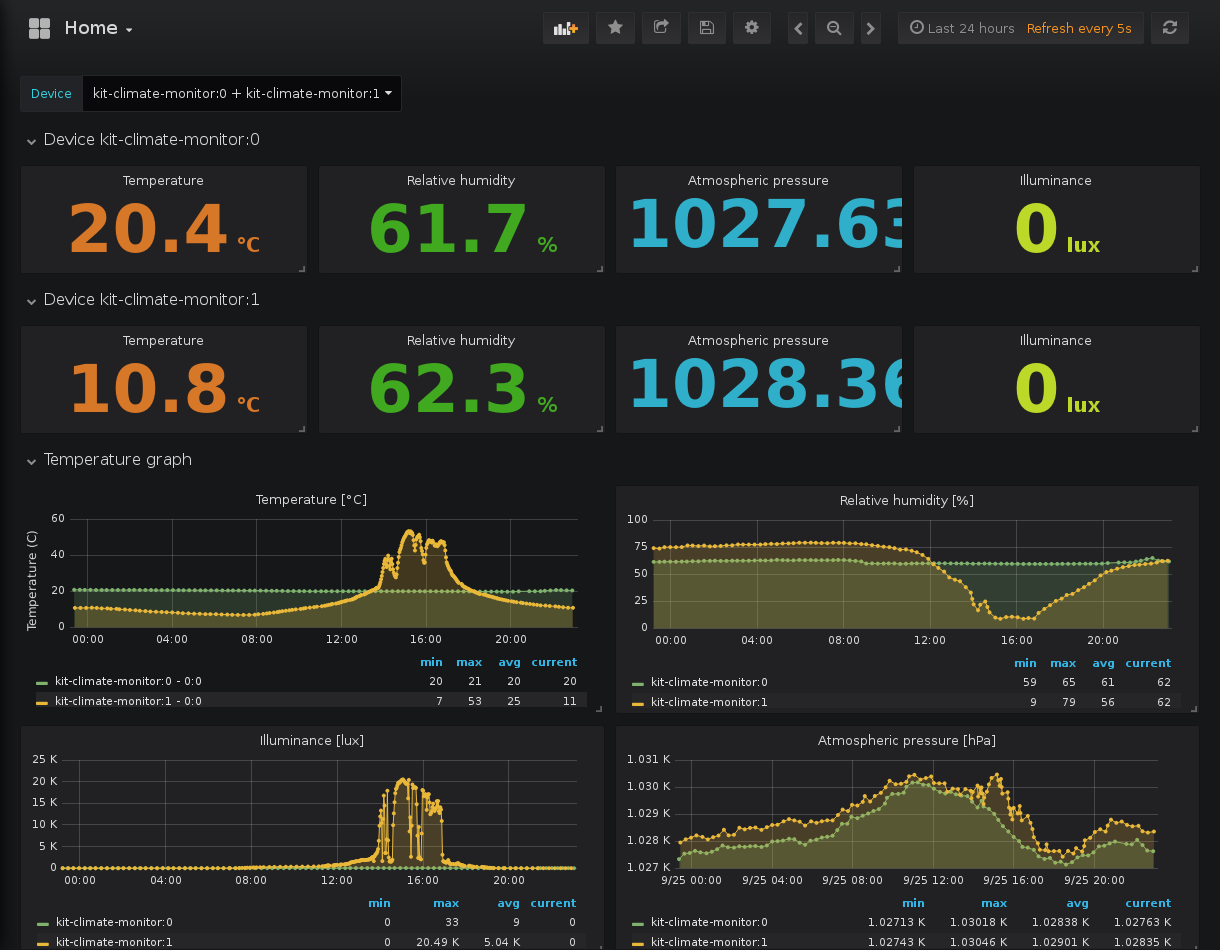 Home
Last 24 hours Refresh every 5s
Device kit-climate-monitor:0 + kit-climate-monitor:1
Device kit-climate-monitor:0
Temperature Relative humidity Atmospheric pressure Illuminance
20.4 °C 61.7 % 1027.63 0 lux
Device kit-climate-monitor:1
Temperature Relative humidity Atmospheric pressure Illuminance
10.8 °C 62.3 % 1028.36 0 lux
Temperature graph
Temperature [°C]
Temperature (C)
60
40
20
0
00:00 04:00 08:00 12:00 16:00 20:00
min max avg current
kit-climate-monitor:0 - 0:0 20 21 20 20
kit-climate-monitor:1 - 0:0 7 53 25 11
Relative humidity [%]
100
75
50
25
0
00:00 04:00 08:00 12:00 16:00 20:00
min max avg current
kit-climate-monitor:0 59 65 61 62
kit-climate-monitor:1 9 79 56 62
Illuminance [lux]
25 K
20 K
15 K
10 K
5 K
0
00:00 04:00 08:00 12:00 16:00 20:00
min max avg current
kit-climate-monitor:0 0 33 9 0
kit-climate-monitor:1 0 20.49 K 5.04 K 0
Atmospheric pressure [hPa]
1.031 K
1.030 K
1.029 K
1.028 K
1.027 K
9/25 00:00 9/25 04:00 9/25 08:00 9/25 12:00 9/25 16:00 9/25 20:00
min max avg current
kit-climate-monitor:0 1.02713 K 1.03018 K 1.02838 K 1.02763 K
kit-climate-monitor:1 1.02743 K 1.03046 K 1.02901 K 1.02835 K